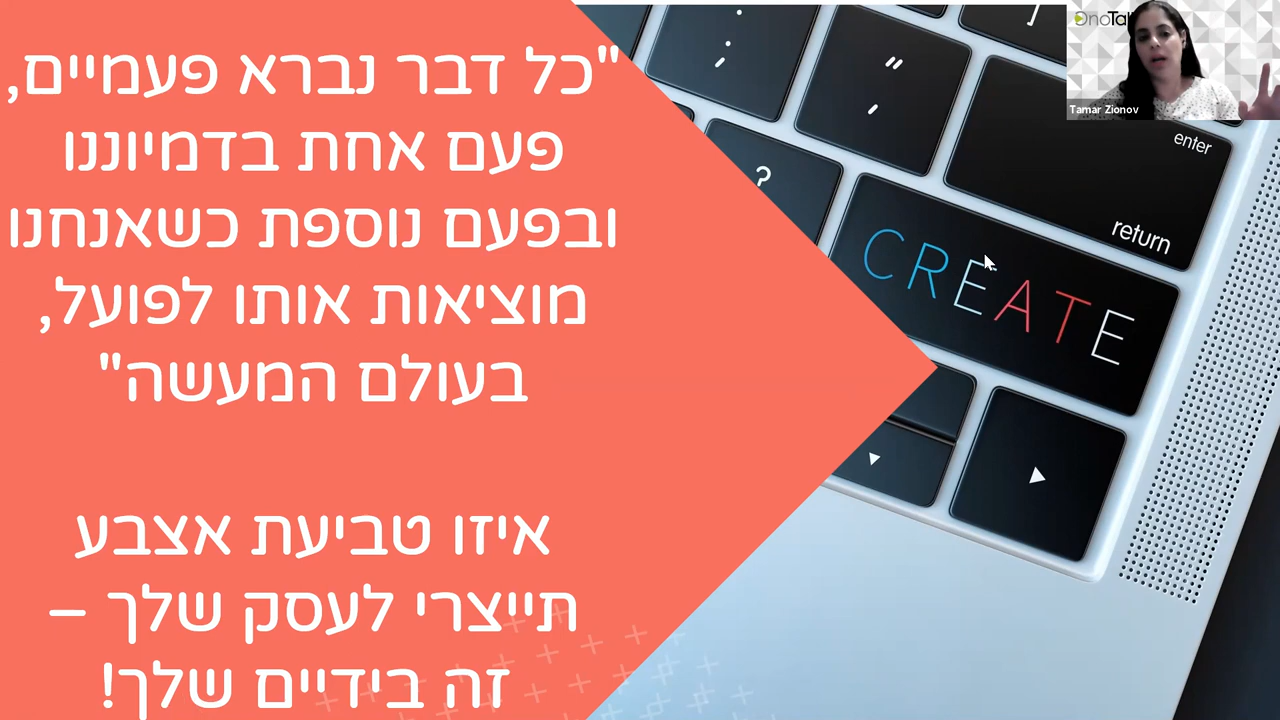 "כל דבר נברא פעמיים,
פעם אחת בדמיוננו
ובפעם נוספת כשאנחנו
מוציאות אותו לפועל,
בעולם המעשה"
איזו טביעת אצבע
תייצרי לעסק שלך –
זה בידיים שלך!
OnoTal
Tamar Zionov
enter
return
CREATE